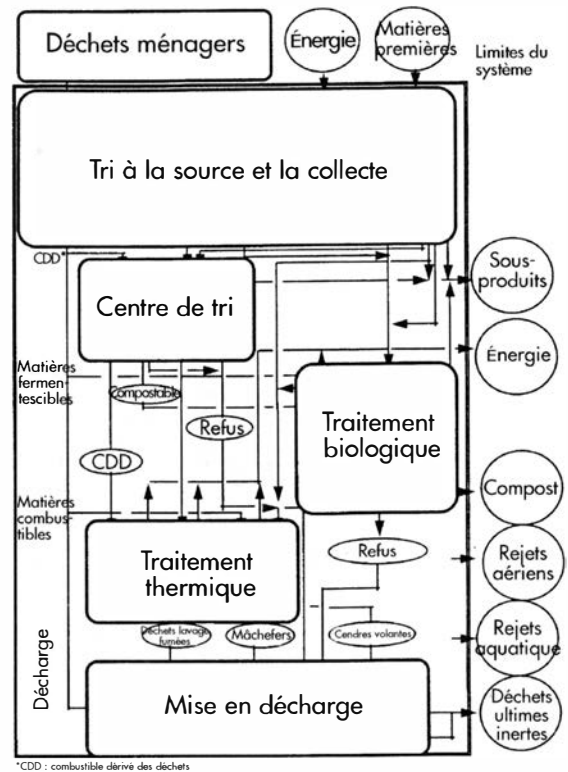 Déchets ménagers
Énergie
Matières
premières
Limites du
système
Tri à la source et la collecte
CDD*
Centre de tri
Sous-
produits
Énergie
Matières
fermen-
tescibles
Compostable
Refus
Traitement
biologique
CDD
Compost
Matières
combus-
tibles
Traitement
thermique
Refus
Rejets
aériens
Déchets lavage
fumées
Mâchefers
Cendres volantes
Rejets
aquatique
Décharge
Mise en décharge
Déchets
ultimes
inertes
*CDD : combustible dèrivé des déchets